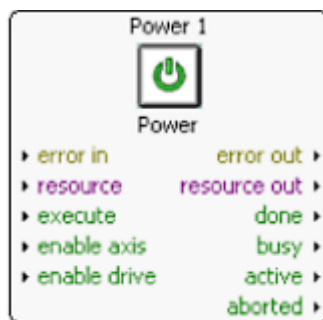 Power 1
Power
error in error out
resource resource out
execute done
enable axis busy
enable drive active
aborted